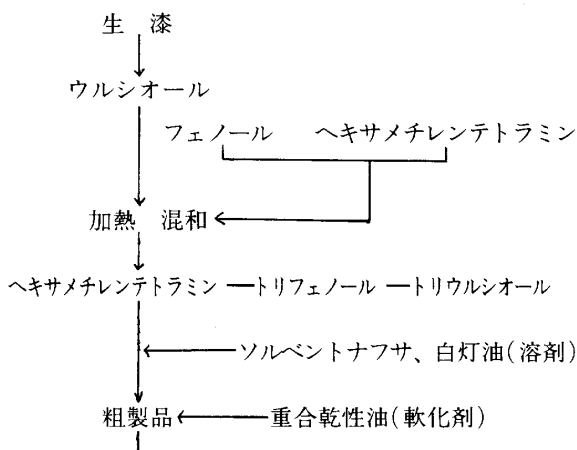 生 漆
ウルシオール
フェノール ヘキサメチレンテトラミン
加熱 混和
ヘキサメチレンテトラミン ―トリフェノール ―トリウルシオール
ソルベントナフサ、白灯油(溶剤)
粗製品 重合乾性油(軟化剤)